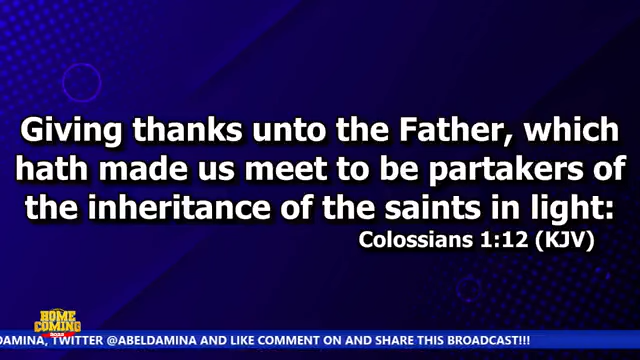 Giving thanks unto the Father, which
hath made us meet to be partakers of
the inheritance of the saints in light:
Colossians 1:12 (KJV)
HOME
COMING
2022
DAMINA, TWITTER @ABELDAMINA AND LIKE COMMENT ON AND SHARE THIS BROADCAST!!!